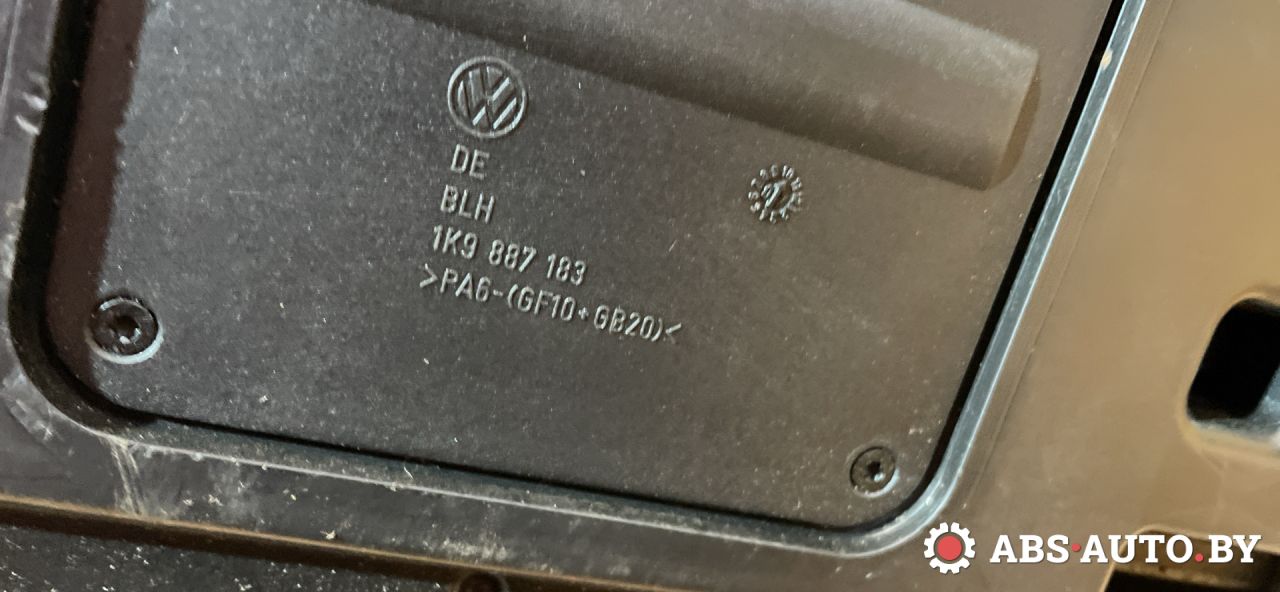 DE
BLH
1K9 887 183
>PA6-(GF10+GB20)<
ABS·AUTO.BY